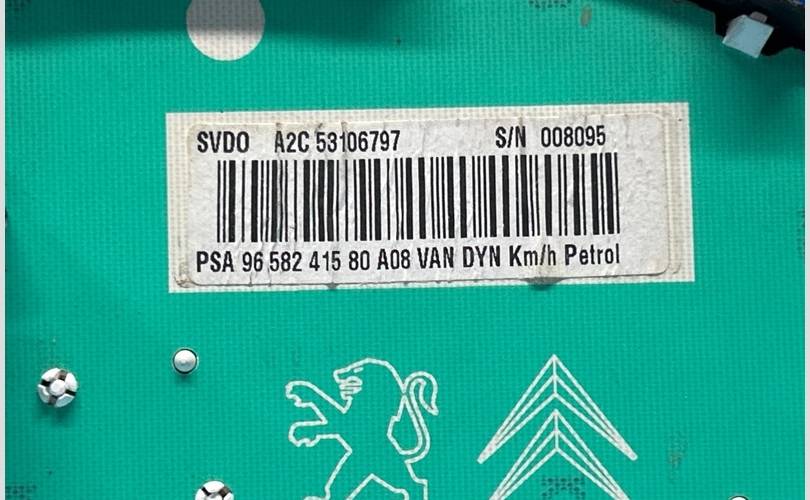 SVDO A2C 53106797 S/N 008095
PSA 96 582 415 80 A08 VAN DYN Km/h Petrol